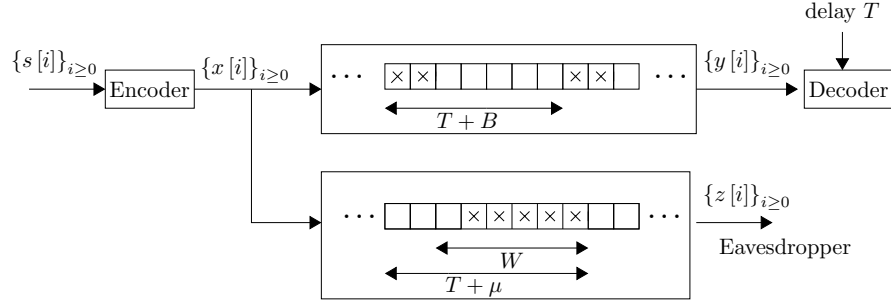 delay T
{s [i]}_{i≥0}
Encoder
{x [i]}_{i≥0}
⋯ × × × × ⋯
T + B
{y [i]}_{i≥0}
Decoder
⋯ × × × × × ⋯
W
T + μ
{z [i]}_{i≥0}
Eavesdropper